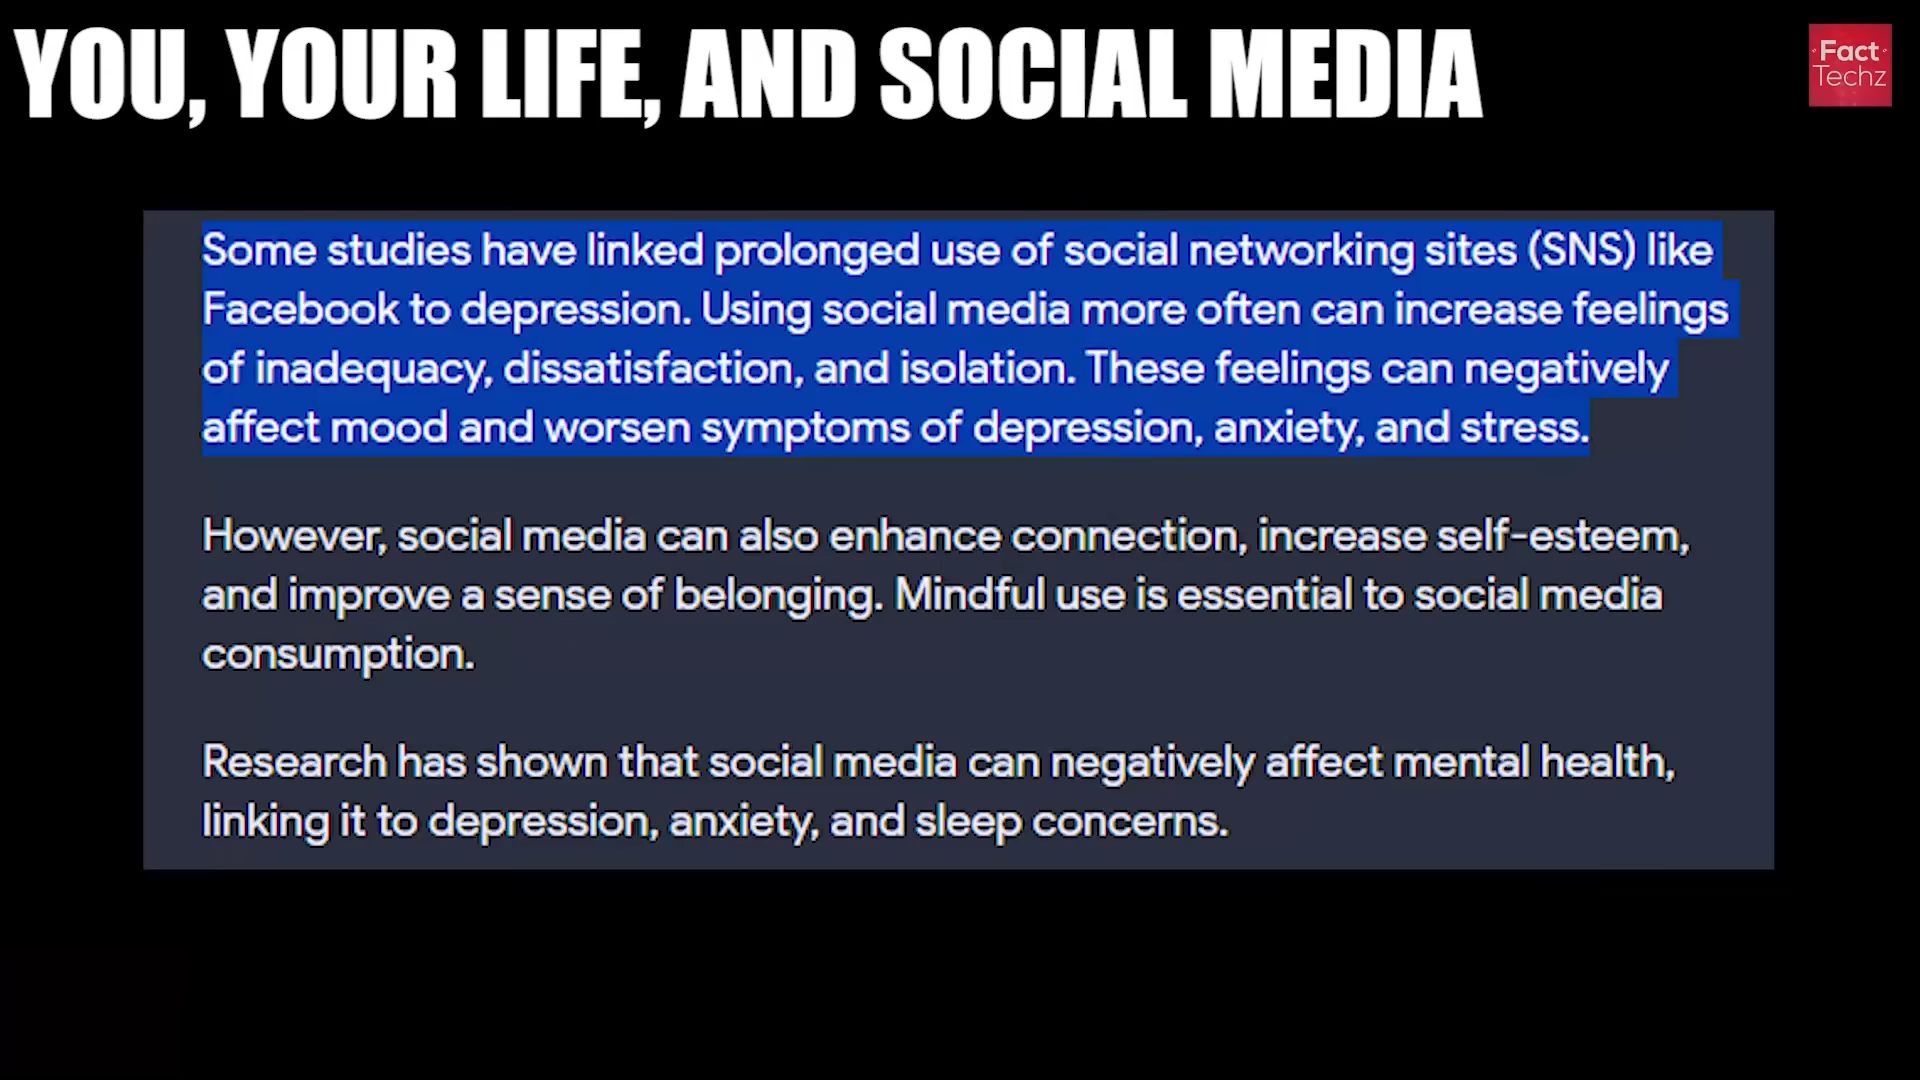 YOU, YOUR LIFE, AND SOCIAL MEDIA
Fact
Techz
Some studies have linked prolonged use of social networking sites (SNS) like
Facebook to depression. Using social media more often can increase feelings
of inadequacy, dissatisfaction, and isolation. These feelings can negatively
affect mood and worsen symptoms of depression, anxiety, and stress.
However, social media can also enhance connection, increase self-esteem,
and improve a sense of belonging. Mindful use is essential to social media
consumption.
Research has shown that social media can negatively affect mental health,
linking it to depression, anxiety, and sleep concerns.